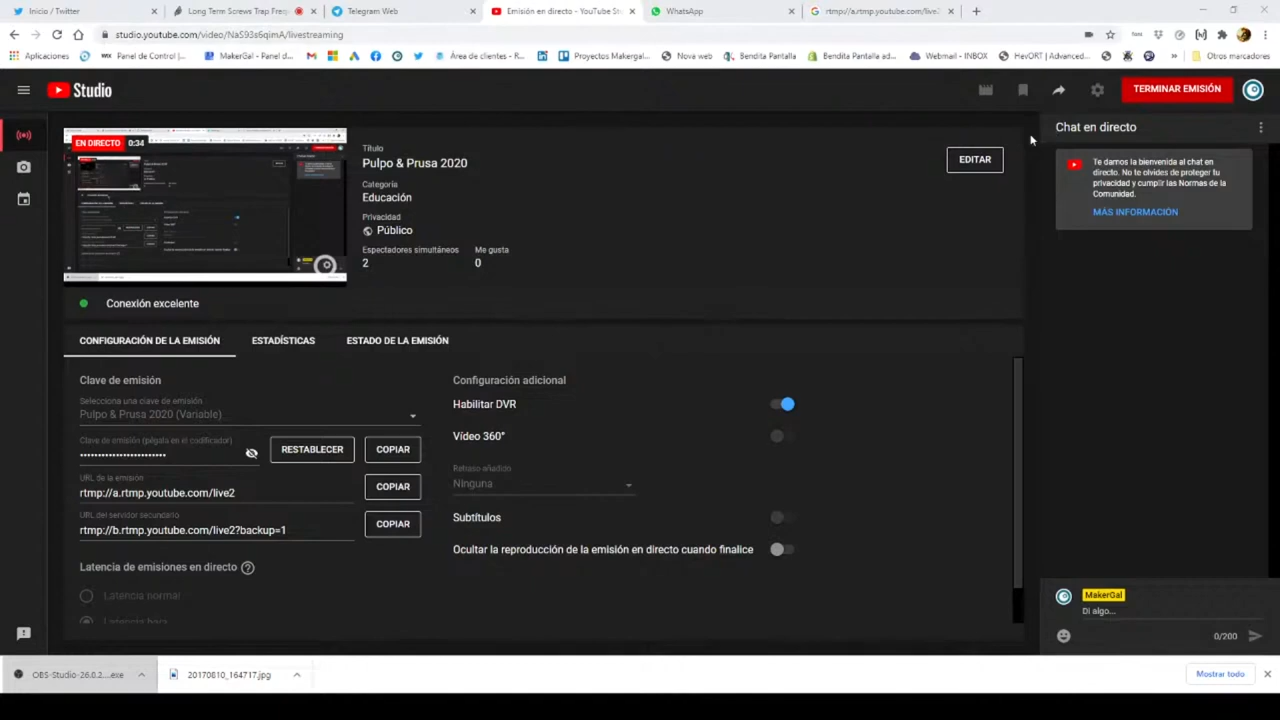 Inicio / Twitter
Long Term Screws Trap Freq
Telegram Web
Emisión en directo - YouTube St
WhatsApp
rtmp://a.rtmp.youtube.com/live2
studio.youtube.com/video/NaS93s6qimA/livestreaming
Aplicaciones
Panel de Control |...
MakerGal - Panel d...
Área de clientes - R...
Proyectos Makergal...
Nova web
Bendita Pantalla
Bendita Pantalla ad...
Webmail - INBOX
HevORT | Advanced...
Otros marcadores
Studio
TERMINAR EMISIÓN
EN DIRECTO 0:34
Título
Pulpo & Prusa 2020
Categoría
Educación
Privacidad
Público
Espectadores simultáneos
2
Me gusta
0
EDITAR
Conexión excelente
Chat en directo
Te damos la bienvenida al chat en
directo. No te olvides de proteger tu
privacidad y cumplir las Normas de la
Comunidad.
MÁS INFORMACIÓN
CONFIGURACIÓN DE LA EMISIÓN
ESTADÍSTICAS
ESTADO DE LA EMISIÓN
Clave de emisión
Selecciona una clave de emisión
Pulpo & Prusa 2020 (Variable)
Clave de emisión (pégala en el codificador)
RESTABLECER
COPIAR
URL de la emisión
rtmp://a.rtmp.youtube.com/live2
COPIAR
URL del servidor secundario
rtmp://b.rtmp.youtube.com/live2?backup=1
COPIAR
Latencia de emisiones en directo
Latencia normal
Latencia baja
Configuración adicional
Habilitar DVR
Vídeo 360°
Retraso añadido
Ninguna
Subtítulos
Ocultar la reproducción de la emisión en directo cuando finalice
MakerGal
Di algo...
0/200
OBS-Studio-26.0.2....exe
20170810_164717.jpg
Mostrar todo